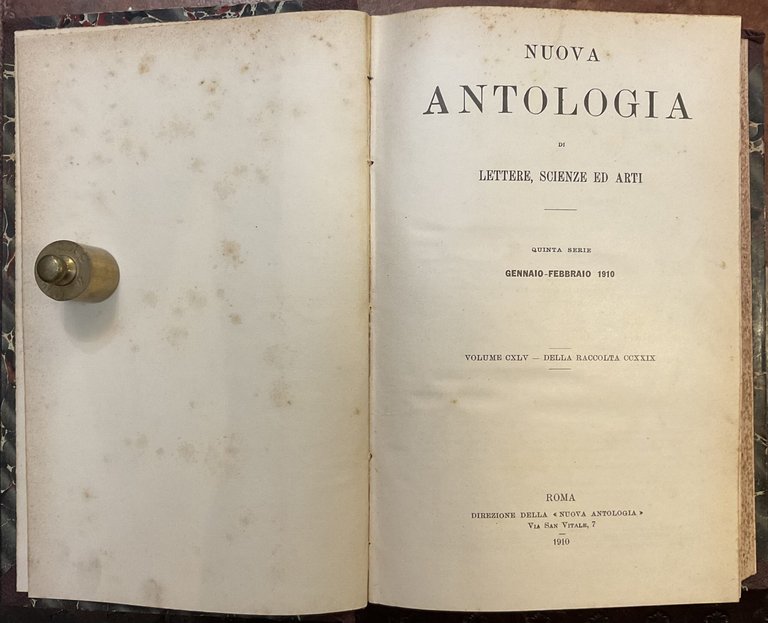 NUOVA
ANTOLOGIA
DI
LETTERE, SCIENZE ED ARTI
QUINTA SERIE
GENNAIO-FEBBRAIO 1910
VOLUME CXLV — DELLA RACCOLTA CCXXIX
ROMA
DIREZIONE DELLA « NUOVA ANTOLOGIA »
VIA SAN VITALE, 7
1910